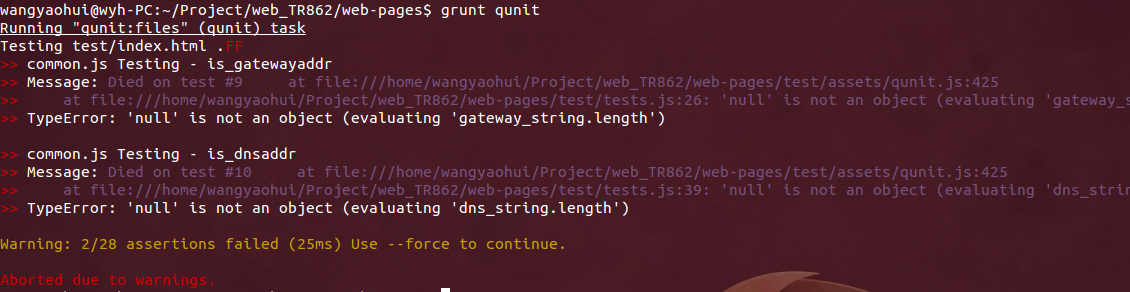 wangyaohui@wyh-PC:~/Project/web_TR862/web-pages$ grunt qunit
Running "qunit:files" (qunit) task
Testing test/index.html .FF
>> common.js Testing - is_gatewayaddr
>> Message: Died on test #9     at file:///home/wangyaohui/Project/web_TR862/web-pages/test/assets/qunit.js:425
>>     at file:///home/wangyaohui/Project/web_TR862/web-pages/test/tests.js:26: 'null' is not an object (evaluating 'gateway_s
>> TypeError: 'null' is not an object (evaluating 'gateway_string.length')
>> common.js Testing - is_dnsaddr
>> Message: Died on test #10     at file:///home/wangyaohui/Project/web_TR862/web-pages/test/assets/qunit.js:425
>>     at file:///home/wangyaohui/Project/web_TR862/web-pages/test/tests.js:39: 'null' is not an object (evaluating 'dns_strin
>> TypeError: 'null' is not an object (evaluating 'dns_string.length')
Warning: 2/28 assertions failed (25ms) Use --force to continue.
Aborted due to warnings.